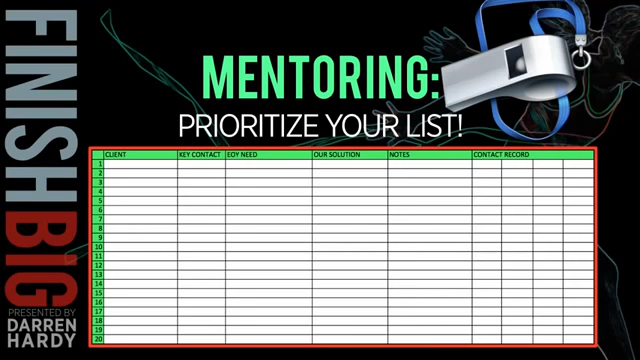 FINISH BIG
PRESENTED BY
DARREN
HARDY
MENTORING:
PRIORITIZE YOUR LIST!
CLIENT KEY CONTACT EOY NEED OUR SOLUTION NOTES CONTACT RECORD
1
2
3
4
5
6
7
8
9
10
11
12
13
14
15
16
17
18
19
20